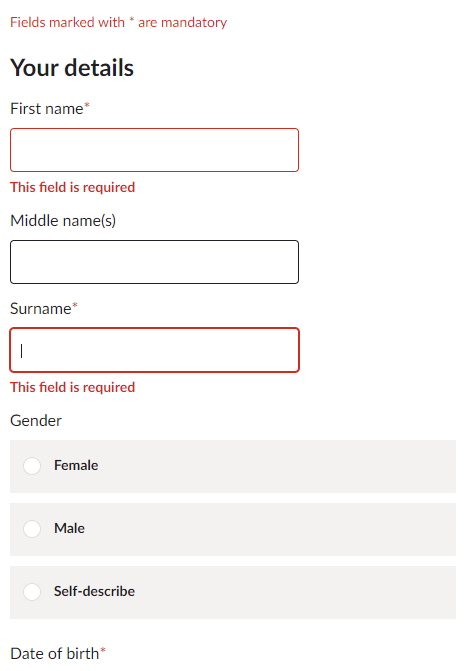 Fields marked with * are mandatory
Your details
First name*
This field is required
Middle name(s)
Surname*
This field is required
Gender
Female
Male
Self-describe
Date of birth*